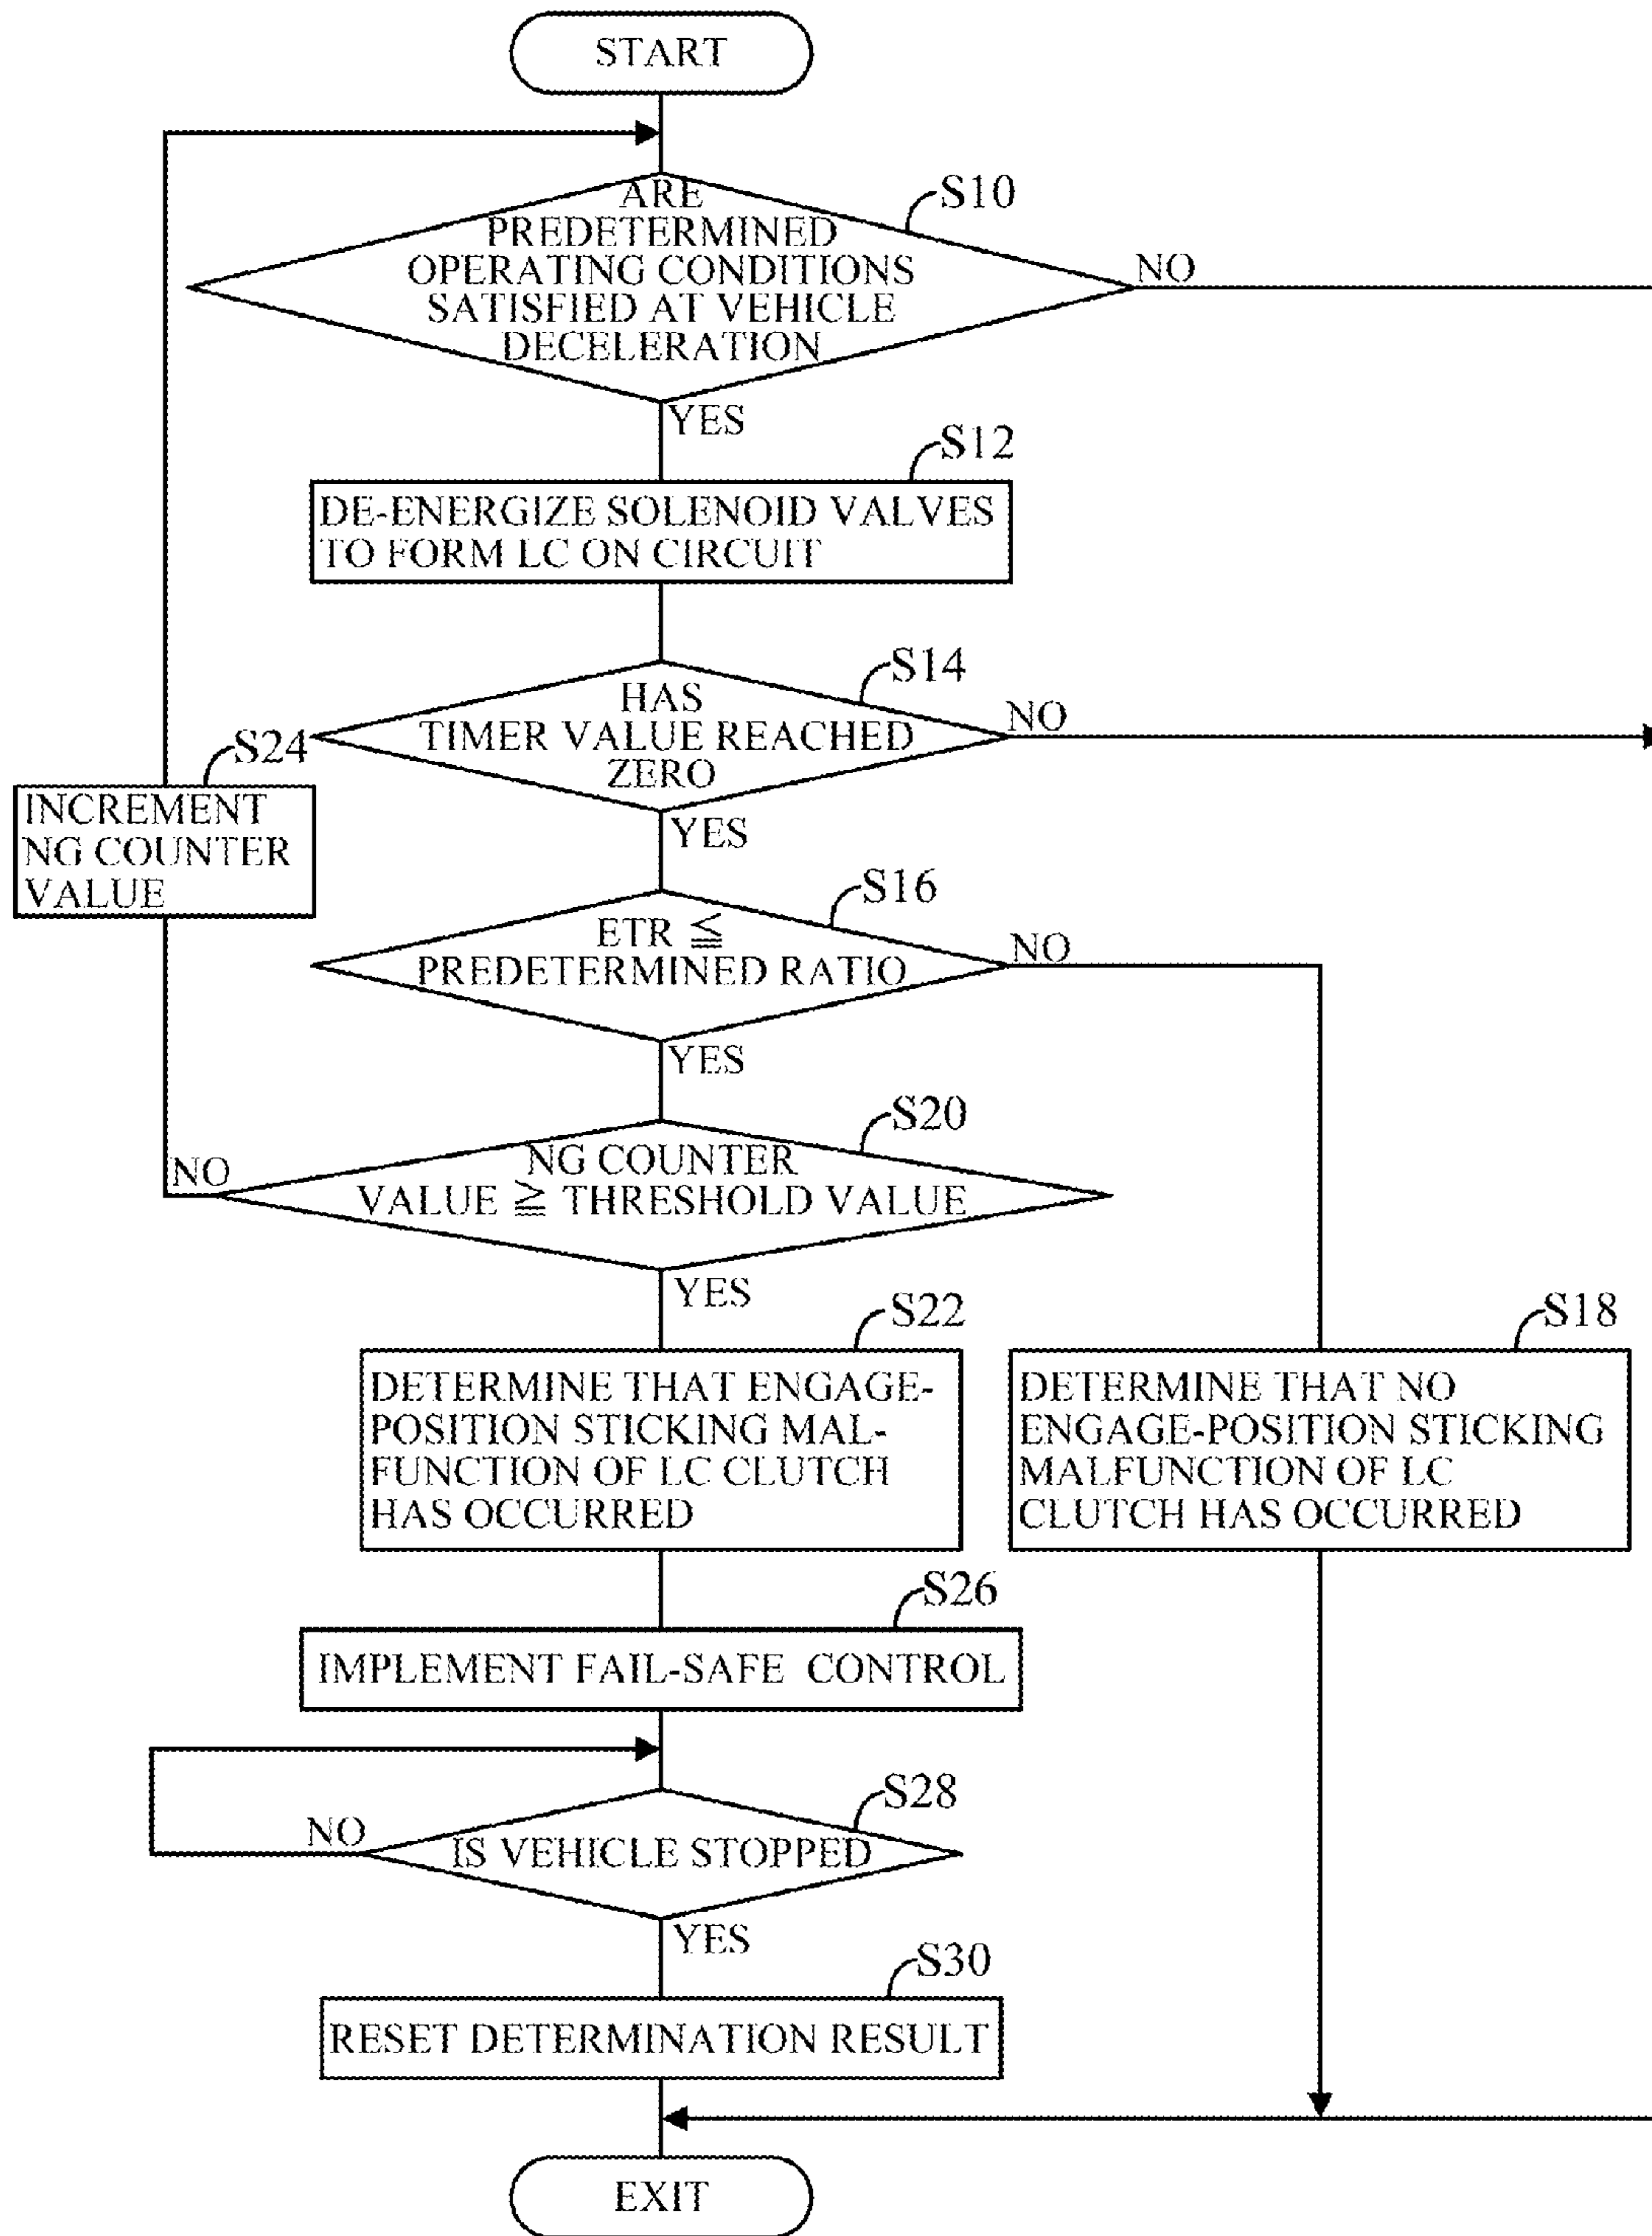 START
S10
ARE
PREDETERMINED
OPERATING CONDITIONS
SATISFIED AT VEHICLE
DECELERATION
NO
YES
S12
DE-ENERGIZE SOLENOID VALVES
TO FORM LC ON CIRCUIT
S14
HAS
TIMER VALUE REACHED
ZERO
NO
YES
S24
INCREMENT
NG COUNTER
VALUE
S16
ETR ≦
PREDETERMINED RATIO
NO
YES
S20
NG COUNTER
VALUE ≧ THRESHOLD VALUE
NO
YES
S22
DETERMINE THAT ENGAGE-
POSITION STICKING MAL-
FUNCTION OF LC CLUTCH
HAS OCCURRED
S18
DETERMINE THAT NO
ENGAGE-POSITION STICKING
MALFUNCTION OF LC
CLUTCH HAS OCCURRED
S26
IMPLEMENT FAIL-SAFE CONTROL
S28
IS VEHICLE STOPPED
NO
YES
S30
RESET DETERMINATION RESULT
EXIT